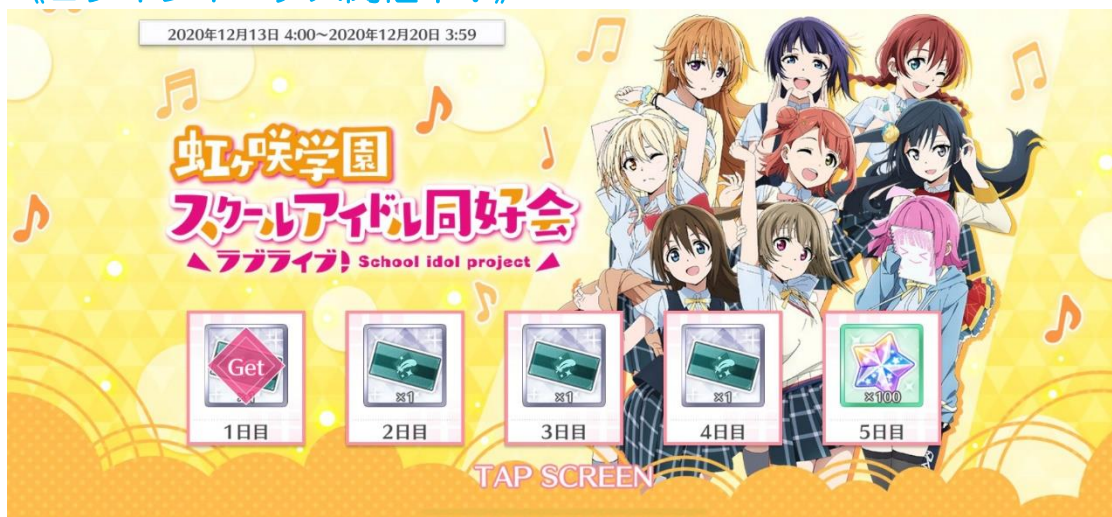 2020年12月13日 4:00~2020年12月20日 3:59
虹ヶ咲学園
スクールアイドル同好会
ラブライブ! School idol project
Get
×1
×1
×1
×100
1日目
2日目
3日目
4日目
5日目
TAP SCREEN